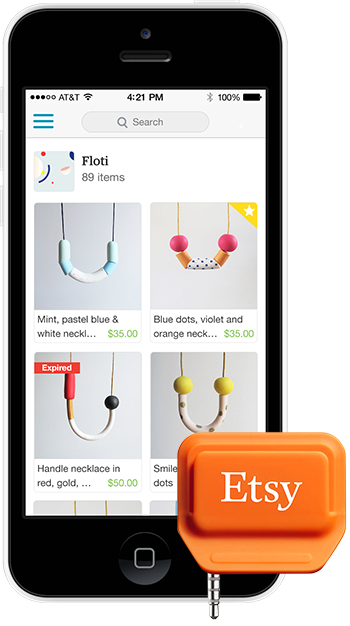 AT&T 4:21 PM 100%
Search
Floti
89 items
Mint, pastel blue &
white neckl... $35.00
Blue dots, violet and
orange neck... $35.00
Expired
Handle necklace in
red, gold, ... $50.00
Smile
dots
Etsy